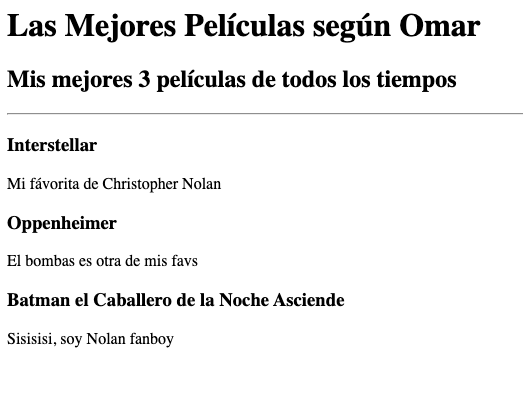 Las Mejores Películas según Omar
Mis mejores 3 películas de todos los tiempos
Interstellar
Mi fávorita de Christopher Nolan
Oppenheimer
El bombas es otra de mis favs
Batman el Caballero de la Noche Asciende
Sisisisi, soy Nolan fanboy